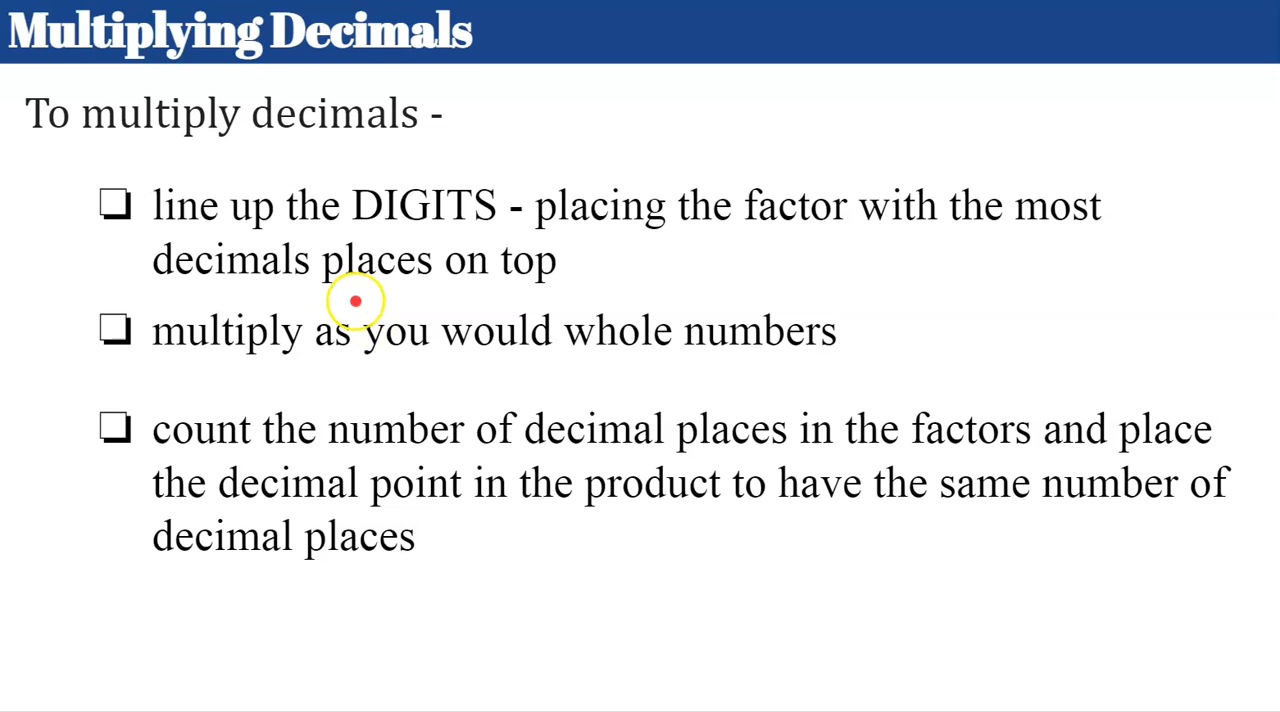 Multiplying Decimals
To multiply decimals -
❏ line up the DIGITS - placing the factor with the most
decimals places on top
❏ multiply as you would whole numbers
❏ count the number of decimal places in the factors and place
the decimal point in the product to have the same number of
decimal places